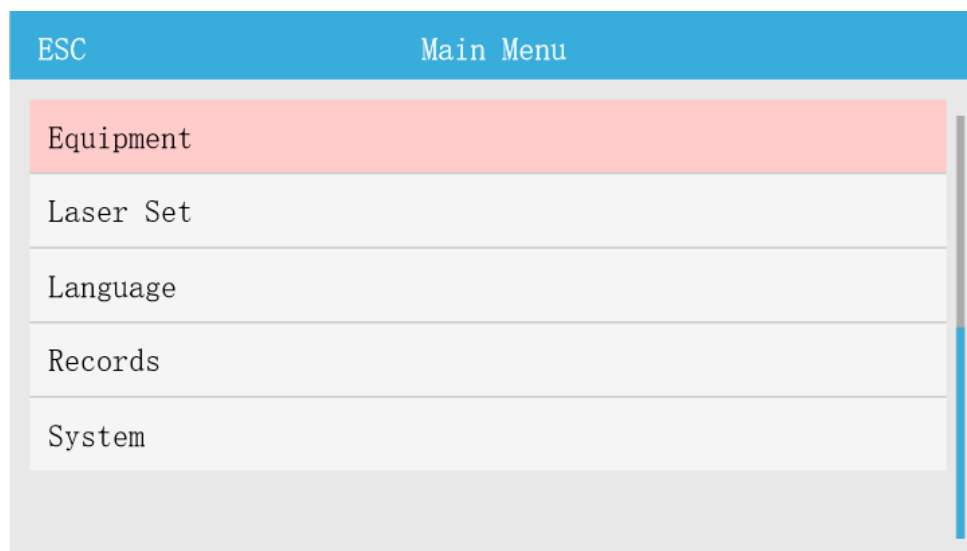 ESC Main Menu
Equipment
Laser Set
Language
Records
System